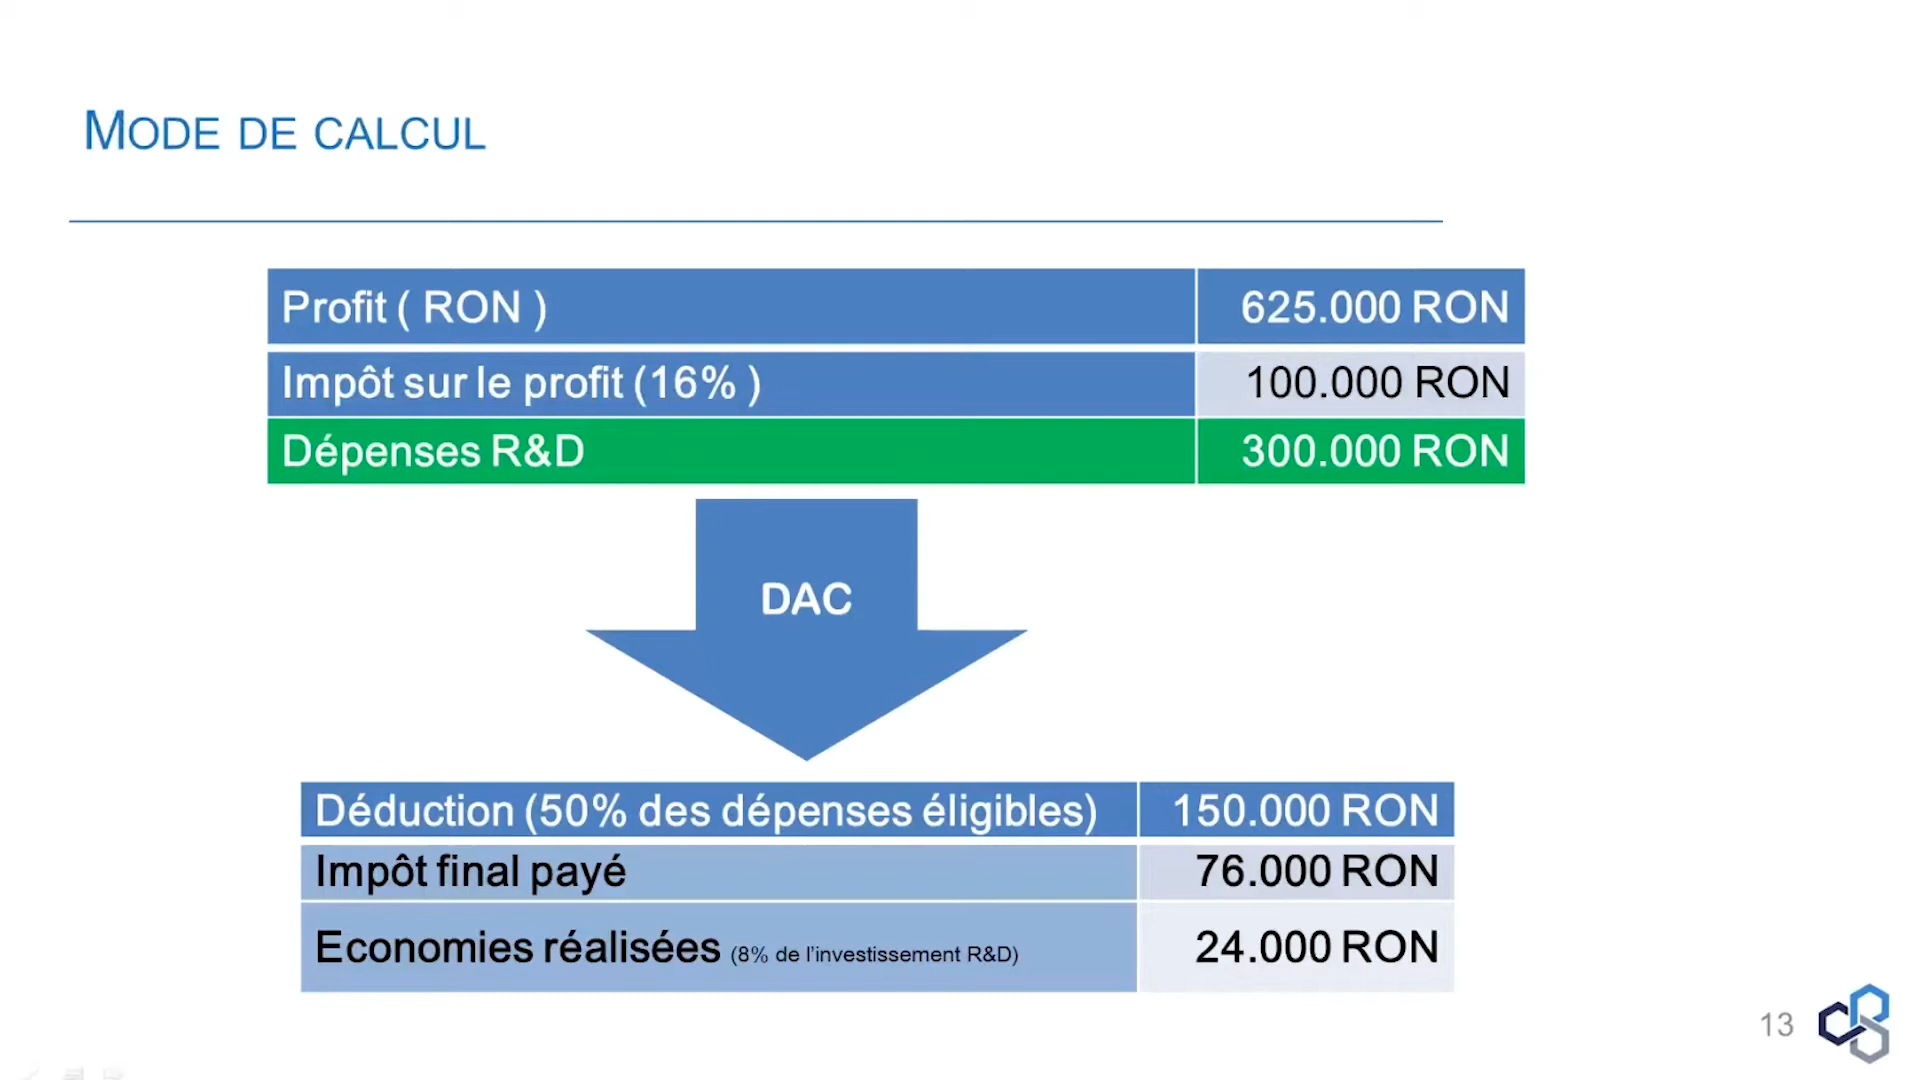 MODE DE CALCUL
Profit ( RON ) 625.000 RON
Impôt sur le profit (16% ) 100.000 RON
Dépenses R&D 300.000 RON
DAC
Déduction (50% des dépenses éligibles) 150.000 RON
Impôt final payé 76.000 RON
Economies réalisées (8% de l'investissement R&D) 24.000 RON
13